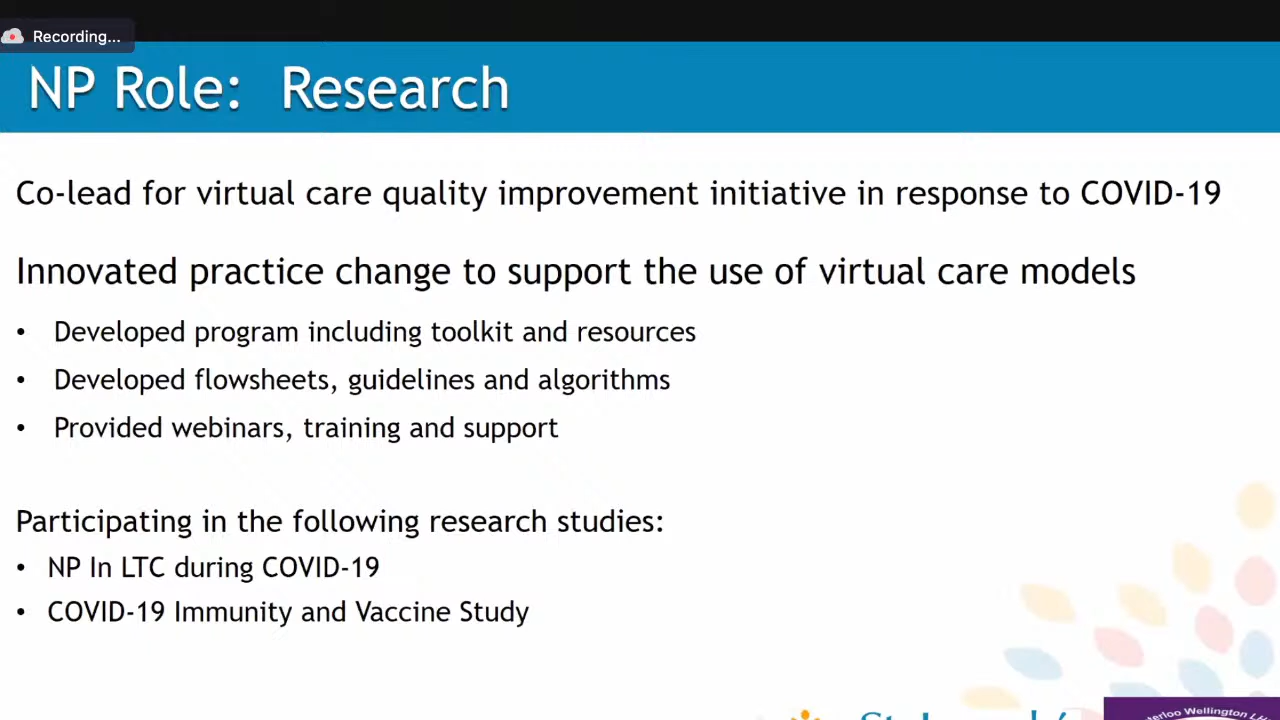 Recording...
NP Role: Research
Co-lead for virtual care quality improvement initiative in response to COVID-19
Innovated practice change to support the use of virtual care models
• Developed program including toolkit and resources
• Developed flowsheets, guidelines and algorithms
• Provided webinars, training and support
Participating in the following research studies:
• NP In LTC during COVID-19
• COVID-19 Immunity and Vaccine Study
Wellington